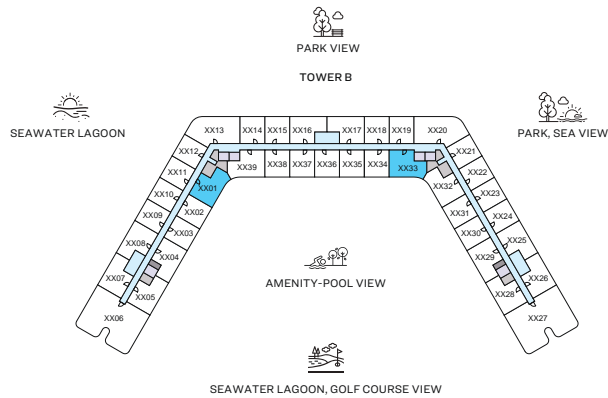 PARK VIEW
TOWER B
SEAWATER LAGOON
PARK, SEA VIEW
XX13
XX14
XX15
XX16
XX17
XX18
XX19
XX20
XX12
XX39
XX38
XX37
XX36
XX35
XX34
XX33
XX21
XX11
XX01
XX32
XX22
XX10
XX02
XX31
XX23
XX09
XX03
XX30
XX24
XX08
XX04
XX29
XX25
XX07
XX05
XX28
XX26
XX06
XX27
AMENITY-POOL VIEW
SEAWATER LAGOON, GOLF COURSE VIEW